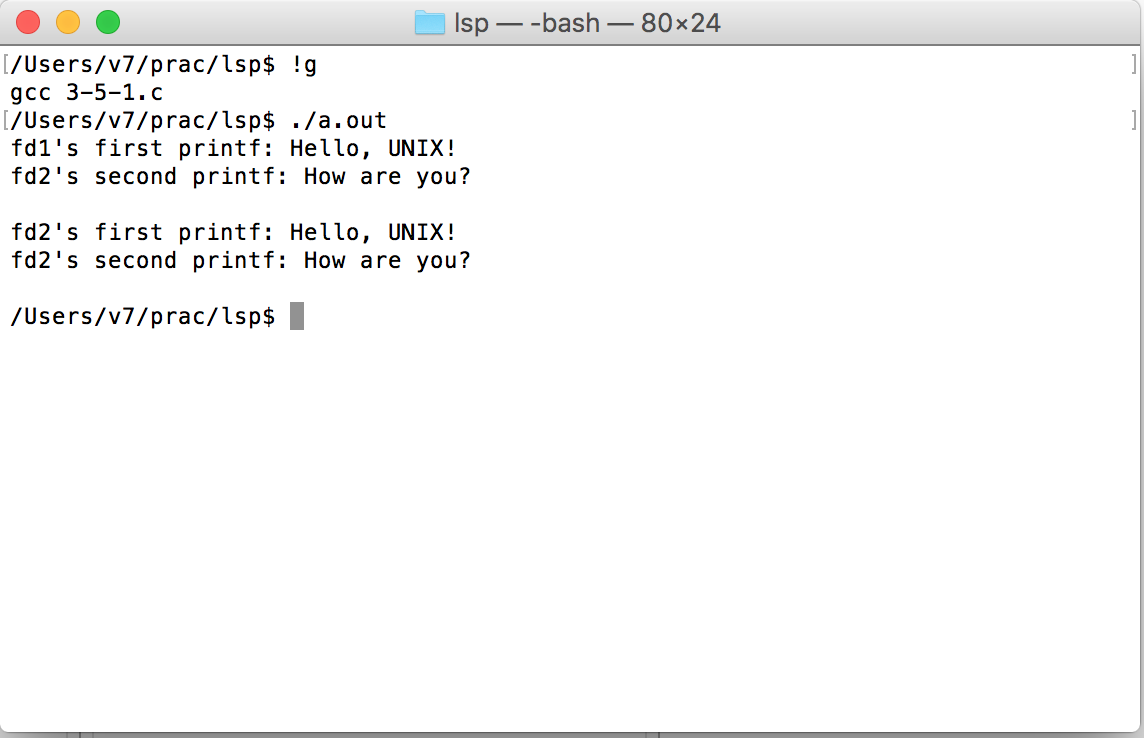 lsp — -bash — 80×24
[/Users/v7/prac/lsp$ !g ]
gcc 3-5-1.c
[/Users/v7/prac/lsp$ ./a.out ]
fd1's first printf: Hello, UNIX!
fd2's second printf: How are you?
fd2's first printf: Hello, UNIX!
fd2's second printf: How are you?
/Users/v7/prac/lsp$